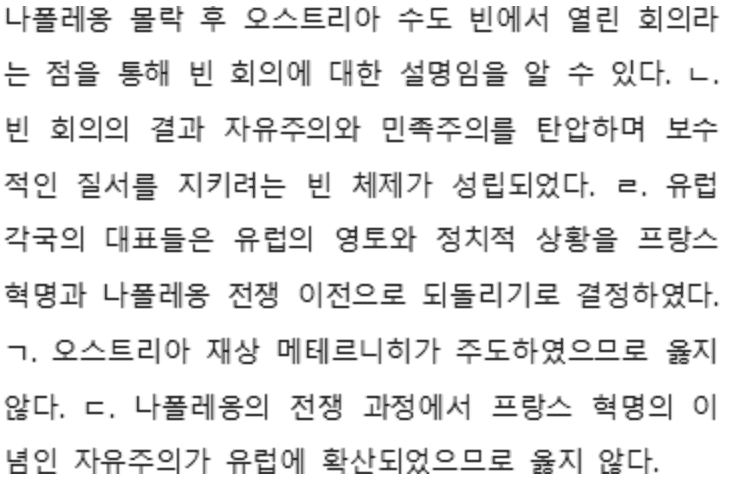 나폴레옹 몰락 후 오스트리아 수도 빈에서 열린 회의라
는 점을 통해 빈 회의에 대한 설명임을 알 수 있다. ㄴ.
빈 회의의 결과 자유주의와 민족주의를 탄압하며 보수
적인 질서를 지키려는 빈 체제가 성립되었다. ㄹ. 유럽
각국의 대표들은 유럽의 영토와 정치적 상황을 프랑스
혁명과 나폴레옹 전쟁 이전으로 되돌리기로 결정하였다.
ㄱ. 오스트리아 재상 메테르니히가 주도하였으므로 옳지
않다. ㄷ. 나폴레옹의 전쟁 과정에서 프랑스 혁명의 이
념인 자유주의가 유럽에 확산되었으므로 옳지 않다.